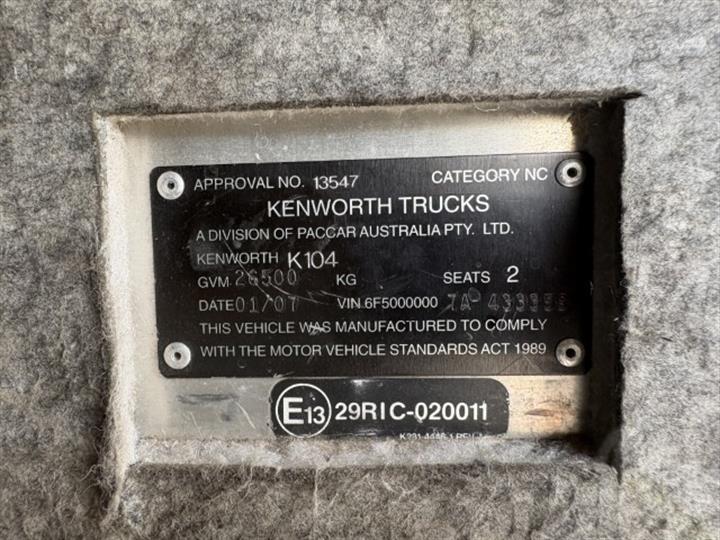 APPROVAL NO. 13547 CATEGORY NC
KENWORTH TRUCKS
A DIVISION OF PACCAR AUSTRALIA PTY. LTD.
KENWORTH K104
GVM 26500 KG SEATS 2
DATE 01/07 VIN 6F5000000 7A
THIS VEHICLE WAS MANUFACTURED TO COMPLY
WITH THE MOTOR VEHICLE STANDARDS ACT 1989
E13 29RIC-020011